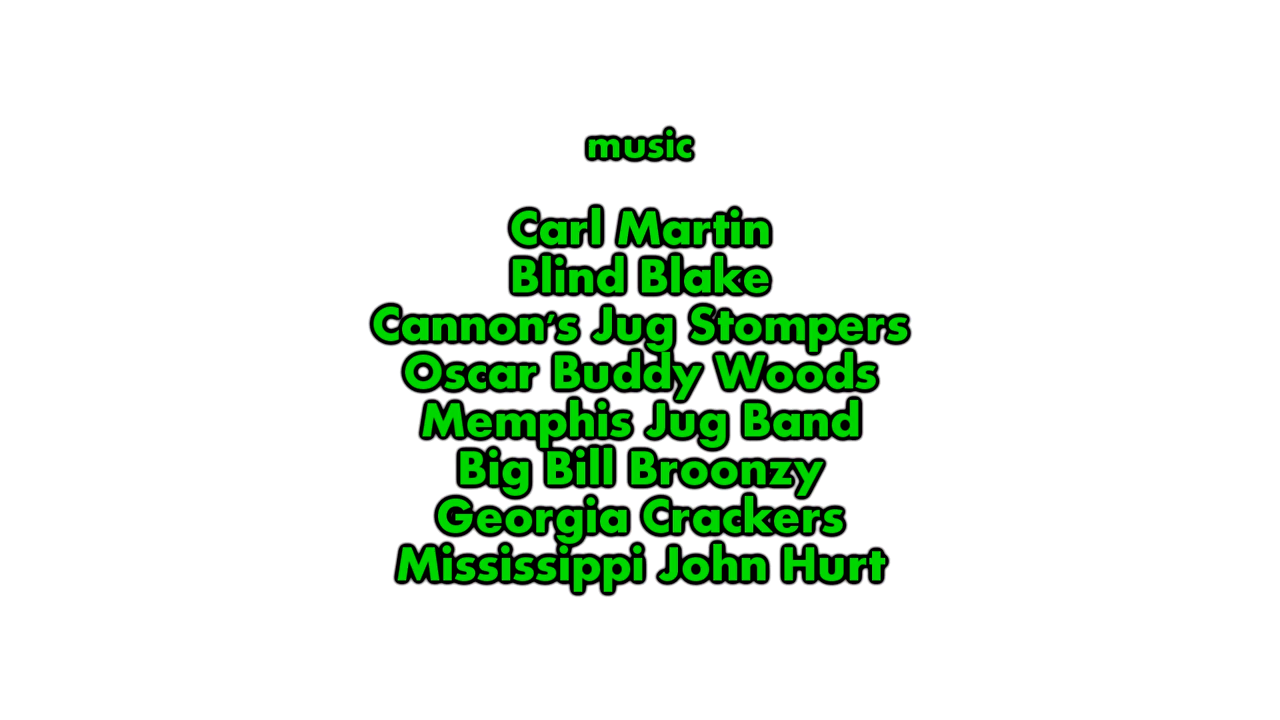 music
Carl Martin
Blind Blake
Cannon's Jug Stompers
Oscar Buddy Woods
Memphis Jug Band
Big Bill Broonzy
Georgia Crackers
Mississippi John Hurt